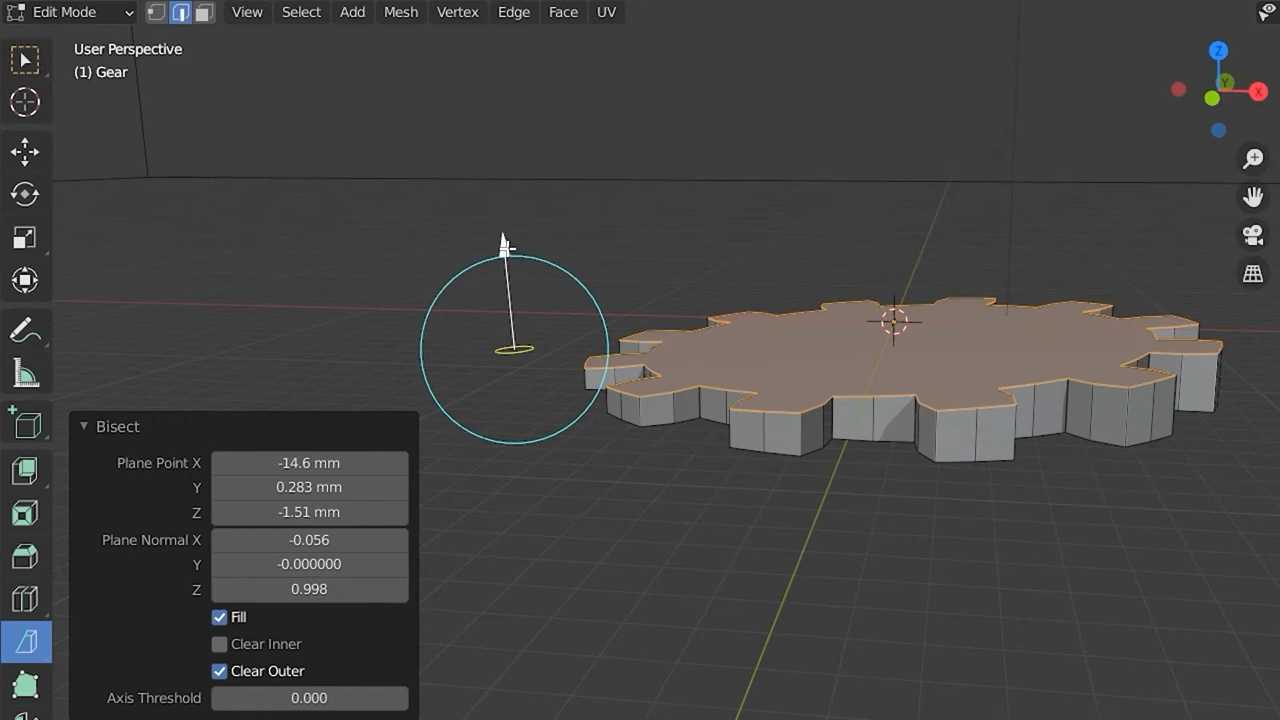 Edit Mode View Select Add Mesh Vertex Edge Face UV
User Perspective
(1) Gear
Z
Y
X
Bisect
Plane Point X -14.6 mm
Y 0.283 mm
Z -1.51 mm
Plane Normal X -0.056
Y -0.000000
Z 0.998
Fill
Clear Inner
Clear Outer
Axis Threshold 0.000